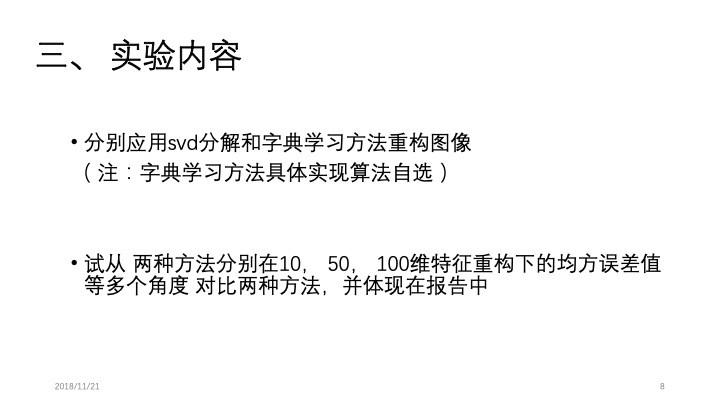 三、 实验内容
• 分别应用svd分解和字典学习方法重构图像
（注：字典学习方法具体实现算法自选）
• 试从 两种方法分别在10， 50， 100维特征重构下的均方误差值
等多个角度 对比两种方法，并体现在报告中
2018/11/21
8